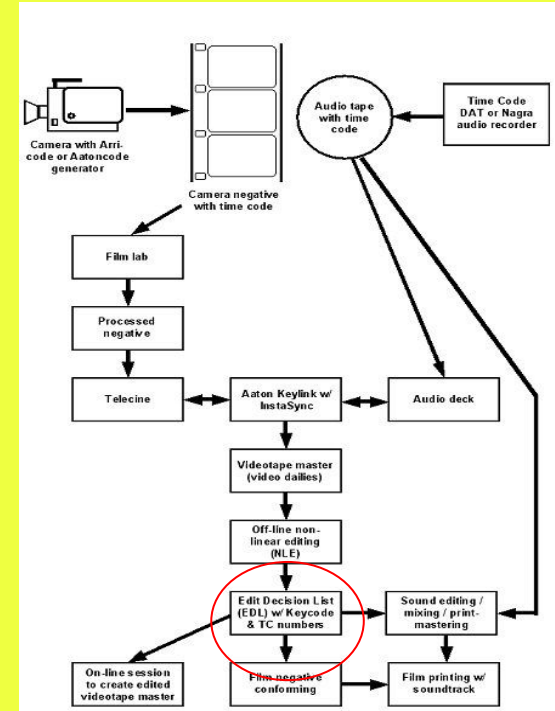 Camera with Arri-
code or Aatoncode
generator
Camera negative
with time code
Audio tape
with time
code
Time Code
DAT or Nagra
audio recorder
Film lab
Processed
negative
Telecine
Aaton Keylink w/
InstaSync
Audio deck
Videotape master
(video dailies)
Off-line non-
linear editing
(NLE)
Edit Decision List
(EDL) w/ Keycode
& TC numbers
Sound editing /
mixing / print-
mastering
On-line session
to create edited
videotape master
Film negative
conforming
Film printing w/
soundtrack